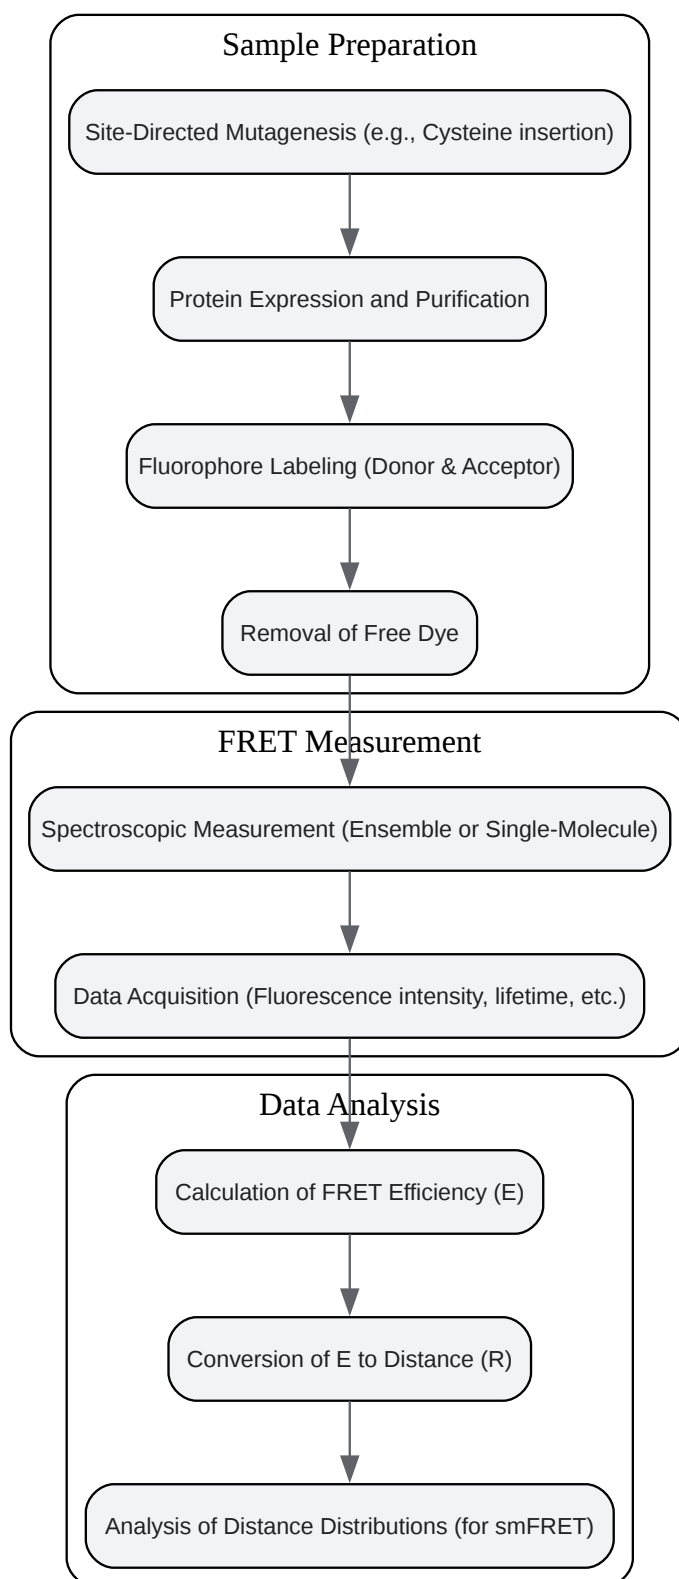 Sample Preparation
Site-Directed Mutagenesis (e.g., Cysteine insertion)
Protein Expression and Purification
Fluorophore Labeling (Donor & Acceptor)
Removal of Free Dye
FRET Measurement
Spectroscopic Measurement (Ensemble or Single-Molecule)
Data Acquisition (Fluorescence intensity, lifetime, etc.)
Data Analysis
Calculation of FRET Efficiency (E)
Conversion of E to Distance (R)
Analysis of Distance Distributions (for smFRET)